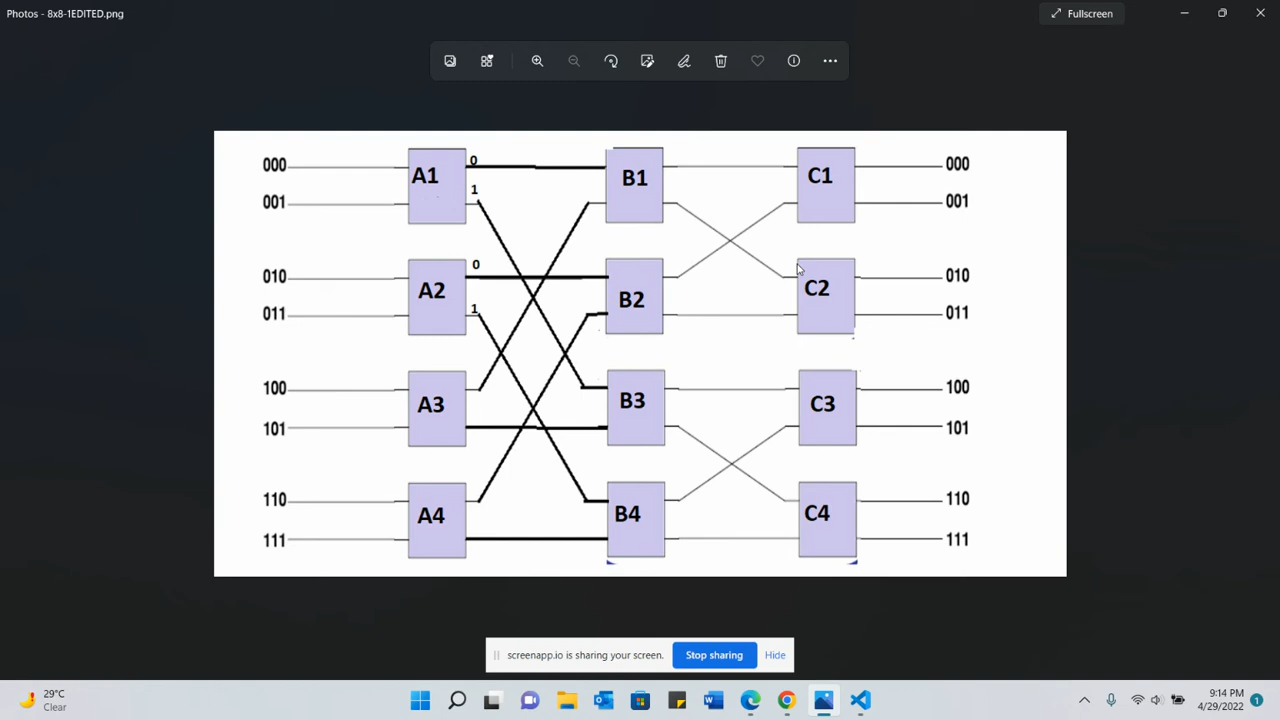 Photos - 8x8-1EDITED.png
Fullscreen
000 A1 0 B1 C1 000
001 1 001
010 A2 0 B2 C2 010
011 1 011
100 A3 B3 C3 100
101 101
110 A4 B4 C4 110
111 111
screenapp.io is sharing your screen. Stop sharing Hide
29°C
Clear
9:14 PM
4/29/2022
1